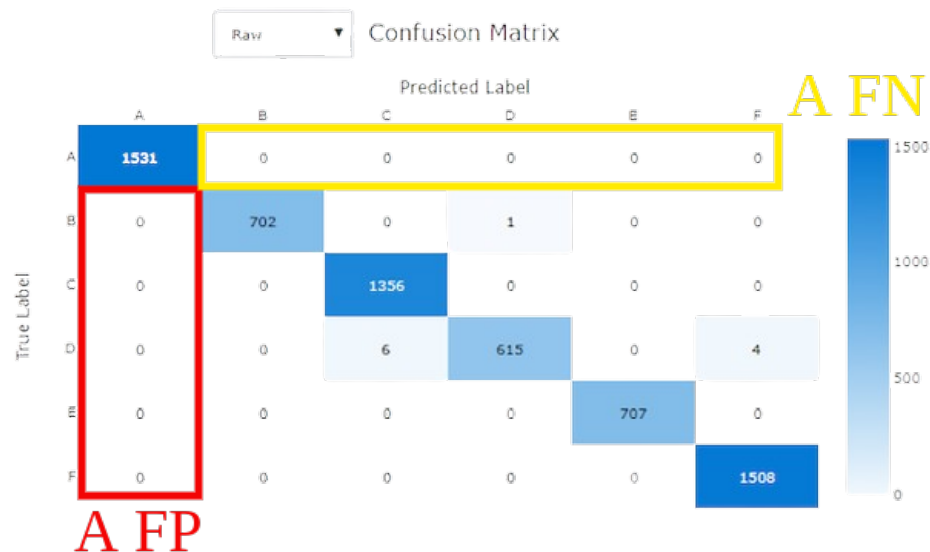 Raw ▼ Confusion Matrix
Predicted Label
A FN
A B C D E F
A 1531 0 0 0 0 0
1500
B 0 702 0 1 0 0
1000
C 0 0 1356 0 0 0
D 0 0 6 615 0 4
500
E 0 0 0 0 707 0
F 0 0 0 0 0 1508
0
True Label
A FP